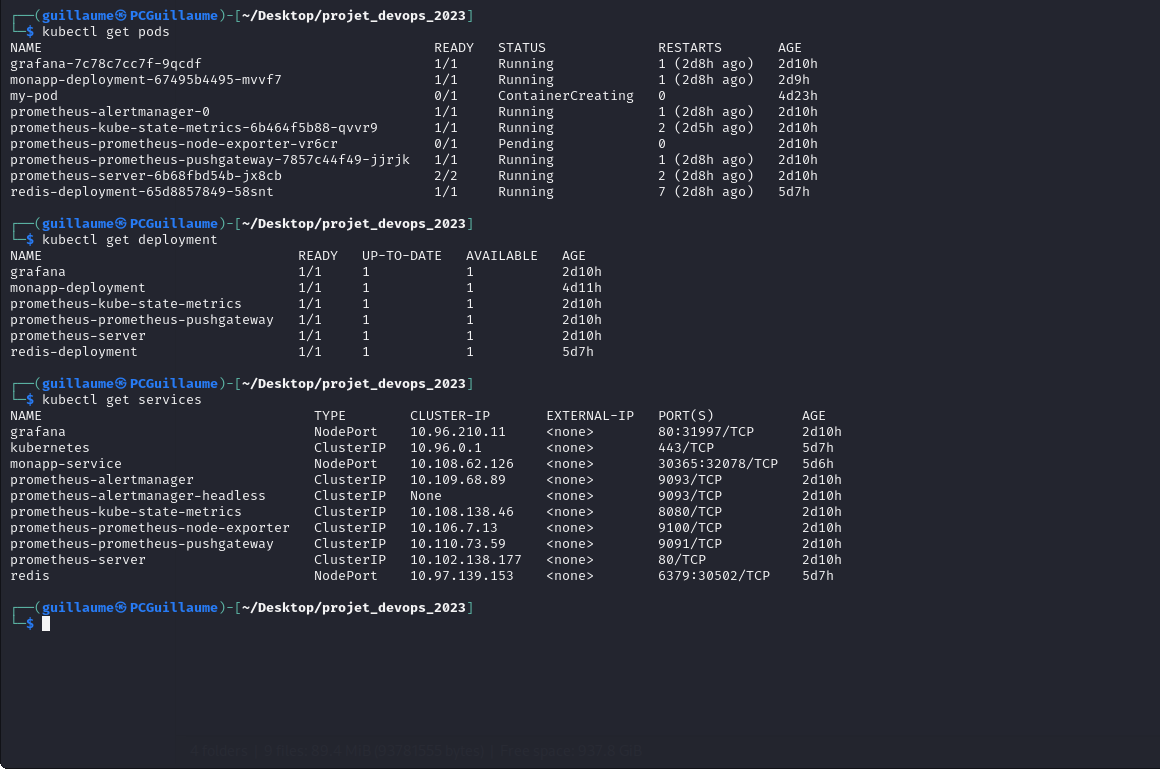 ┌──(guillaume㉿PCGuillaume)-[~/Desktop/projet_devops_2023]
└─$ kubectl get pods
NAME READY STATUS RESTARTS AGE
grafana-7c78c7cc7f-9qcdf 1/1 Running 1 (2d8h ago) 2d10h
monapp-deployment-67495b4495-mvvf7 1/1 Running 1 (2d8h ago) 2d9h
my-pod 0/1 ContainerCreating 0 4d23h
prometheus-alertmanager-0 1/1 Running 1 (2d8h ago) 2d10h
prometheus-kube-state-metrics-6b464f5b88-qvvr9 1/1 Running 2 (2d5h ago) 2d10h
prometheus-prometheus-node-exporter-vr6cr 0/1 Pending 0 2d10h
prometheus-prometheus-pushgateway-7857c44f49-jjrjk 1/1 Running 1 (2d8h ago) 2d10h
prometheus-server-6b68fbd54b-jx8cb 2/2 Running 2 (2d8h ago) 2d10h
redis-deployment-65d8857849-58snt 1/1 Running 7 (2d8h ago) 5d7h
┌──(guillaume㉿PCGuillaume)-[~/Desktop/projet_devops_2023]
└─$ kubectl get deployment
NAME READY UP-TO-DATE AVAILABLE AGE
grafana 1/1 1 1 2d10h
monapp-deployment 1/1 1 1 4d11h
prometheus-kube-state-metrics 1/1 1 1 2d10h
prometheus-prometheus-pushgateway 1/1 1 1 2d10h
prometheus-server 1/1 1 1 2d10h
redis-deployment 1/1 1 1 5d7h
┌──(guillaume㉿PCGuillaume)-[~/Desktop/projet_devops_2023]
└─$ kubectl get services
NAME TYPE CLUSTER-IP EXTERNAL-IP PORT(S) AGE
grafana NodePort 10.96.210.11 <none> 80:31997/TCP 2d10h
kubernetes ClusterIP 10.96.0.1 <none> 443/TCP 5d7h
monapp-service NodePort 10.108.62.126 <none> 30365:32078/TCP 5d6h
prometheus-alertmanager ClusterIP 10.109.68.89 <none> 9093/TCP 2d10h
prometheus-alertmanager-headless ClusterIP None <none> 9093/TCP 2d10h
prometheus-kube-state-metrics ClusterIP 10.108.138.46 <none> 8080/TCP 2d10h
prometheus-prometheus-node-exporter ClusterIP 10.106.7.13 <none> 9100/TCP 2d10h
prometheus-prometheus-pushgateway ClusterIP 10.110.73.59 <none> 9091/TCP 2d10h
prometheus-server ClusterIP 10.102.138.177 <none> 80/TCP 2d10h
redis NodePort 10.97.139.153 <none> 6379:30502/TCP 5d7h
┌──(guillaume㉿PCGuillaume)-[~/Desktop/projet_devops_2023]
└─$